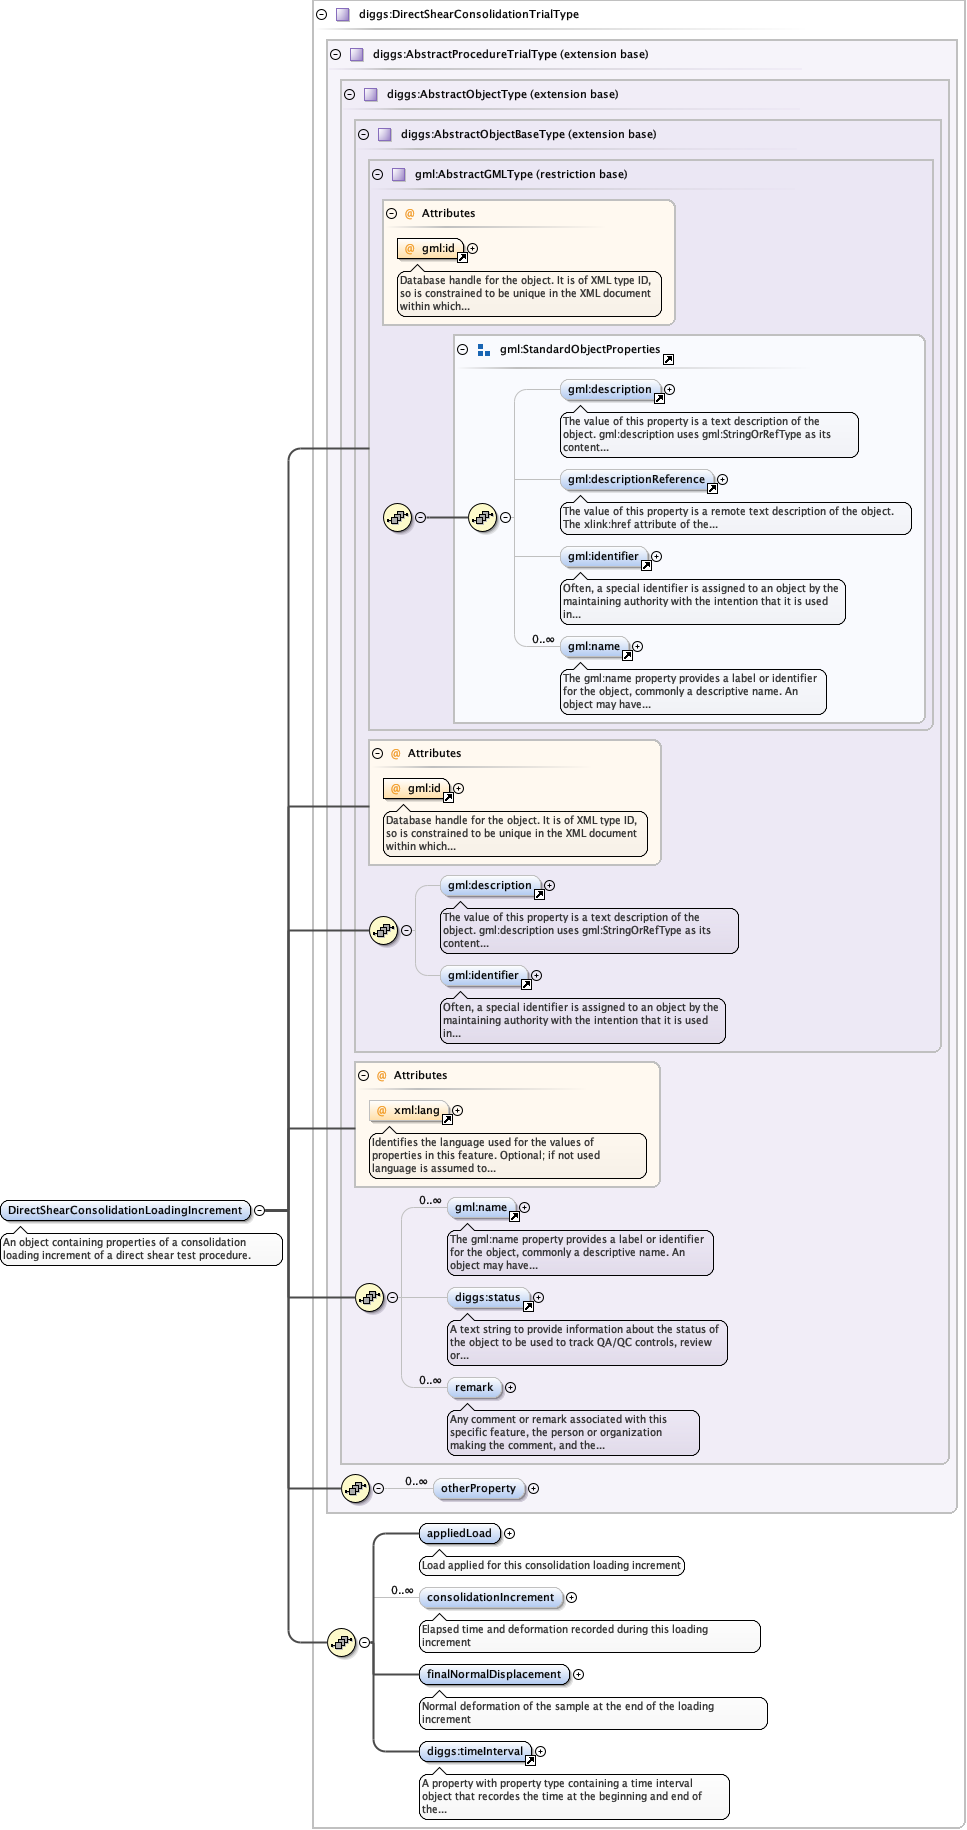 diggs:DirectShearConsolidationTrialType
diggs:AbstractProcedureTrialType (extension base)
diggs:AbstractObjectType (extension base)
diggs:AbstractObjectBaseType (extension base)
gml:AbstractGMLType (restriction base)
@ Attributes
@ gml:id
Database handle for the object. It is of XML type ID,
so is constrained to be unique in the XML document
within which...
gml:StandardObjectProperties
gml:description
The value of this property is a text description of the
object. gml:description uses gml:StringOrRefType as its
content...
gml:descriptionReference
The value of this property is a remote text description of the object.
The xlink:href attribute of the...
gml:identifier
Often, a special identifier is assigned to an object by the
maintaining authority with the intention that it is used
in...
0..∞
gml:name
The gml:name property provides a label or identifier
for the object, commonly a descriptive name. An
object may have...
@ Attributes
@ gml:id
Database handle for the object. It is of XML type ID,
so is constrained to be unique in the XML document
within which...
gml:description
The value of this property is a text description of the
object. gml:description uses gml:StringOrRefType as its
content...
gml:identifier
Often, a special identifier is assigned to an object by the
maintaining authority with the intention that it is used
in...
@ Attributes
@ xml:lang
Identifies the language used for the values of
properties in this feature. Optional; if not used
language is assumed to...
DirectShearConsolidationLoadingIncrement
An object containing properties of a consolidation
loading increment of a direct shear test procedure.
0..∞
gml:name
The gml:name property provides a label or identifier
for the object, commonly a descriptive name. An
object may have...
diggs:status
A text string to provide information about the status of
the object to be used to track QA/QC controls, review
or...
0..∞
remark
Any comment or remark associated with this
specific feature, the person or organization
making the comment, and the...
0..∞
otherProperty
appliedLoad
Load applied for this consolidation loading increment
0..∞
consolidationIncrement
Elapsed time and deformation recorded during this loading
increment
finalNormalDisplacement
Normal deformation of the sample at the end of the loading
increment
diggs:timeInterval
A property with property type containing a time interval
object that recordes the time at the beginning and end of
the...